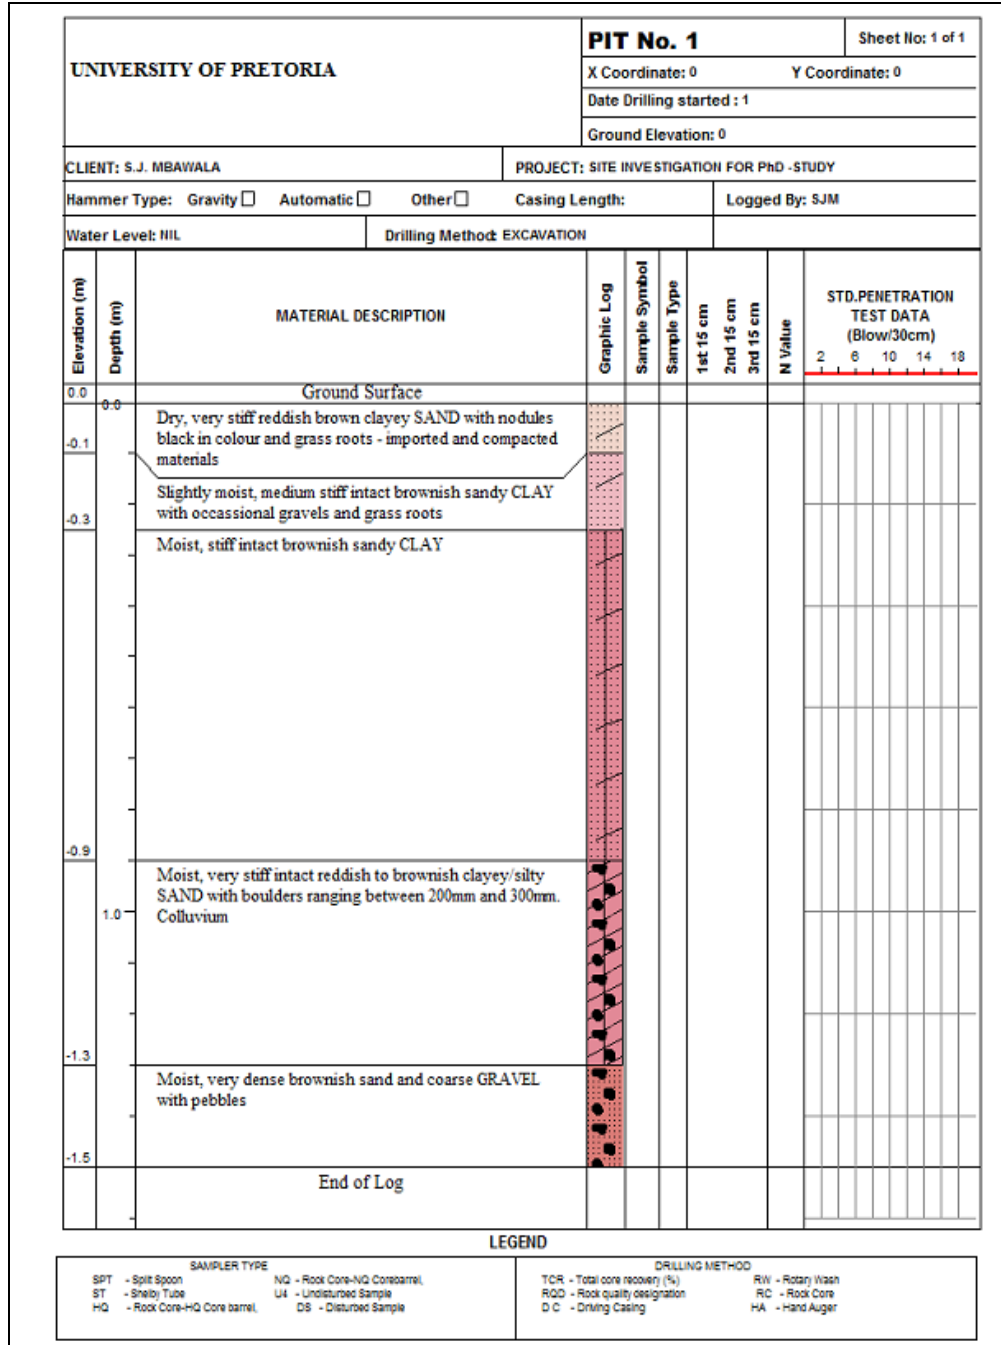 UNIVERSITY OF PRETORIA
PIT No. 1
Sheet No: 1 of 1
X Coordinate: 0
Y Coordinate: 0
Date Drilling started : 1
Ground Elevation: 0
CLIENT: S.J. MBAWALA
PROJECT: SITE INVESTIGATION FOR PhD -STUDY
Hammer Type: Gravity Automatic Other
Casing Length:
Logged By: SJM
Water Level: NIL
Drilling Method: EXCAVATION
Elevation (m)
Depth (m)
MATERIAL DESCRIPTION
Graphic Log
Sample Symbol
Sample Type
1st 15 cm
2nd 15 cm
3rd 15 cm
N Value
STD.PENETRATION
TEST DATA
(Blow/30cm)
2 6 10 14 18
0.0
0.0
Ground Surface
Dry, very stiff reddish brown clayey SAND with nodules
black in colour and grass roots - imported and compacted
materials
-0.1
Slightly moist, medium stiff intact brownish sandy CLAY
with occassional gravels and grass roots
-0.3
Moist, stiff intact brownish sandy CLAY
-0.9
Moist, very stiff intact reddish to brownish clayey/silty
SAND with boulders ranging between 200mm and 300mm.
Colluvium
1.0
-1.3
Moist, very dense brownish sand and coarse GRAVEL
with pebbles
-1.5
End of Log
LEGEND
SAMPLER TYPE
SPT - Split Spoon
ST - Shelby Tube
HQ - Rock Core-HQ Core barrel,
NQ - Rock Core-NQ Corebarrel,
U4 - Undisturbed Sample
DS - Disturbed Sample
DRILLING METHOD
TCR - Total core recovery (%)
RQD - Rock quality designation
D C - Driving Casing
RW - Rotary Wash
RC - Rock Core
HA - Hand Auger